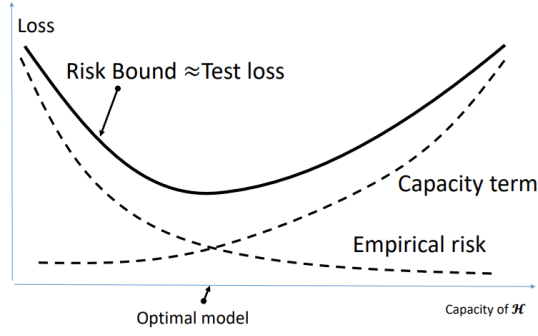 Loss
Risk Bound ≈Test loss
Capacity term
Empirical risk
Optimal model
Capacity of 𝓗